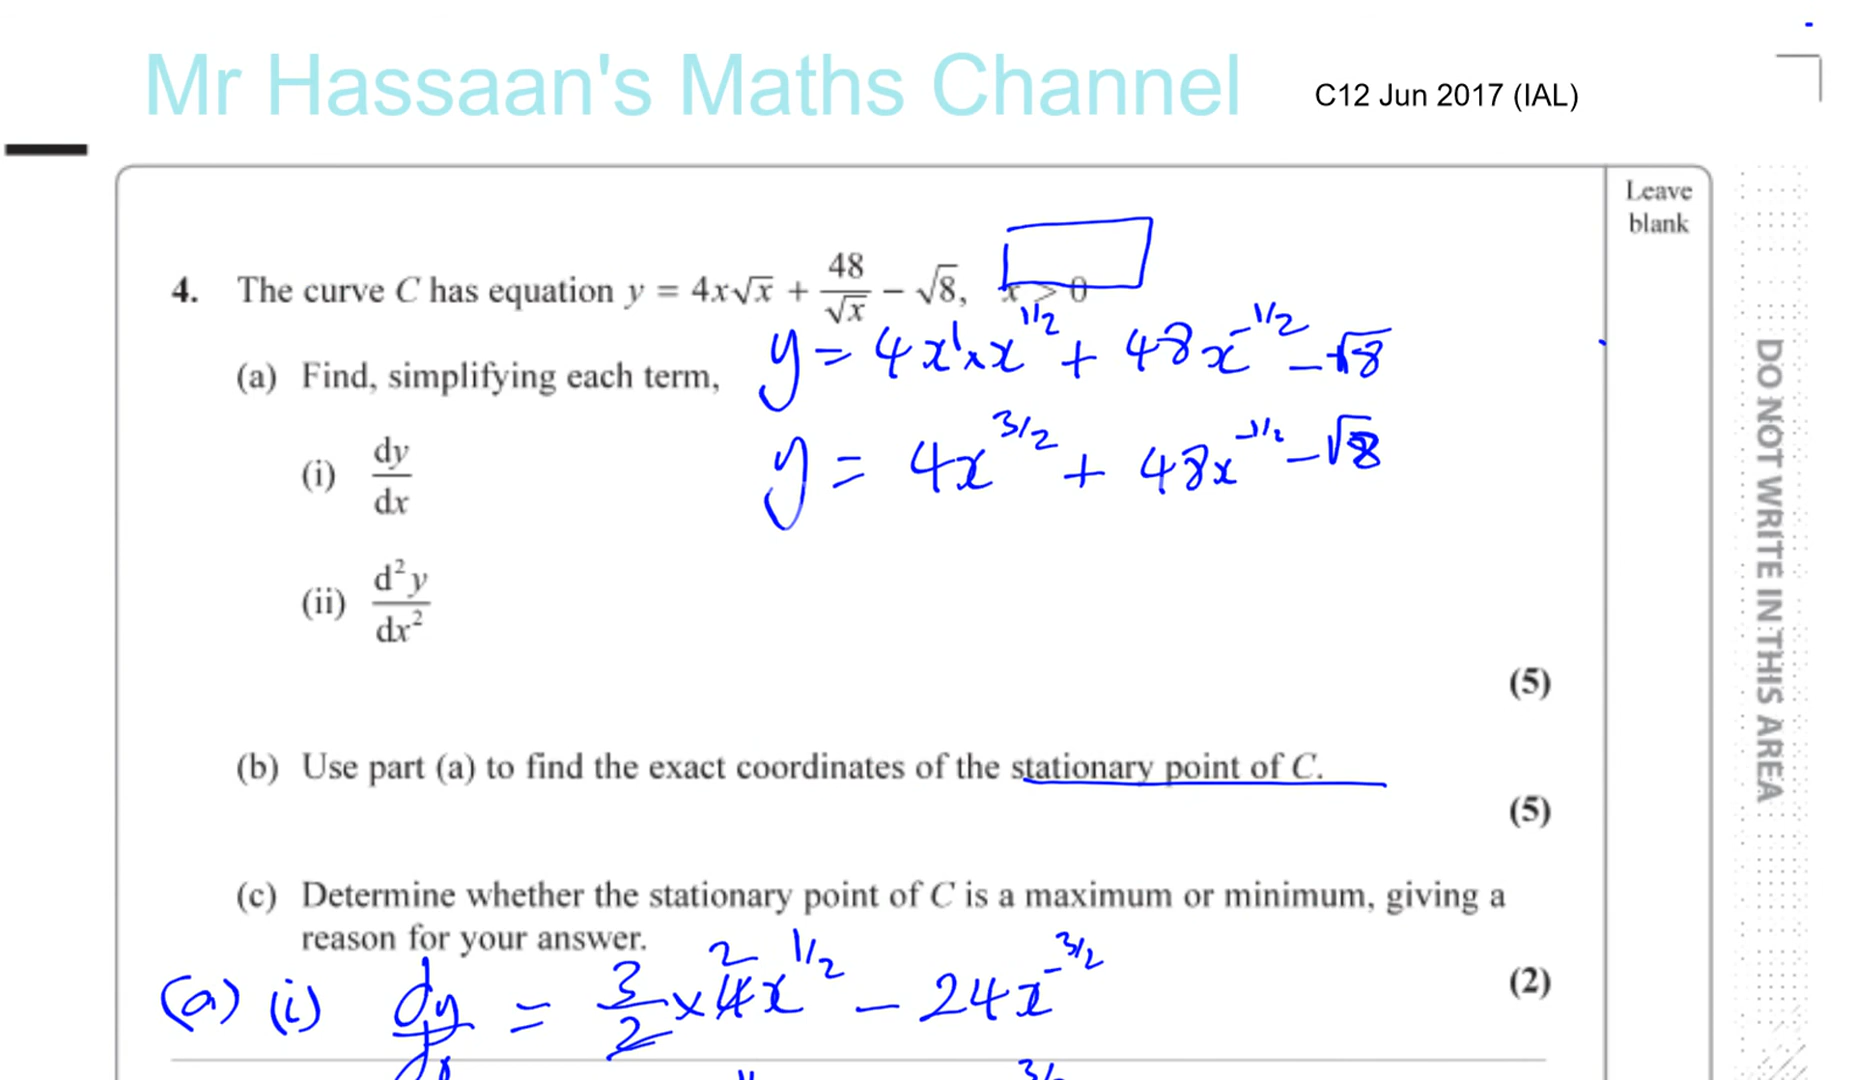 Mr Hassaan's Maths Channel
C12 Jun 2017 (IAL)
Leave
blank
4. The curve C has equation y = 4x√x + 48/√x − √8, x > 0
y = 4x¹ × x^1/2 + 48x^-1/2 − √8
(a) Find, simplifying each term,
y = 4x^3/2 + 48x^-1/2 − √8
(i) dy/dx
(ii) d²y/dx²
(5)
(b) Use part (a) to find the exact coordinates of the stationary point of C.
(5)
(c) Determine whether the stationary point of C is a maximum or minimum, giving a
reason for your answer.
(2)
(a) (i) dy/dx = 3/2 × 4 2 x^1/2 − 24x^-3/2
DO NOT WRITE IN THIS AREA